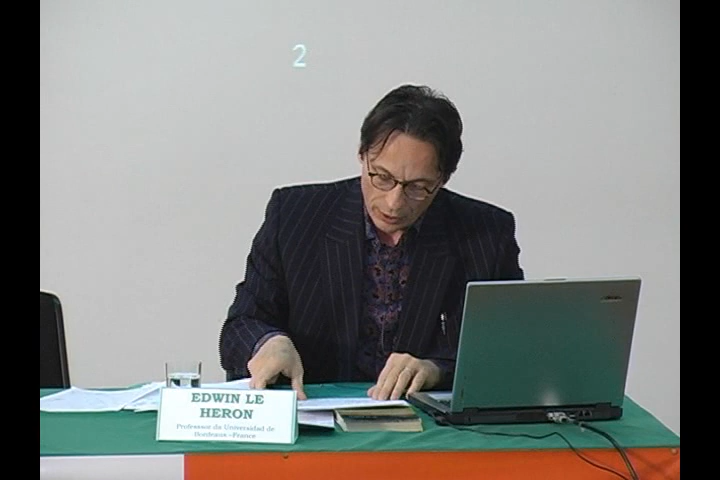 2
EDWIN LE
HERON
Professor da Universidad de
Bordeaux -France